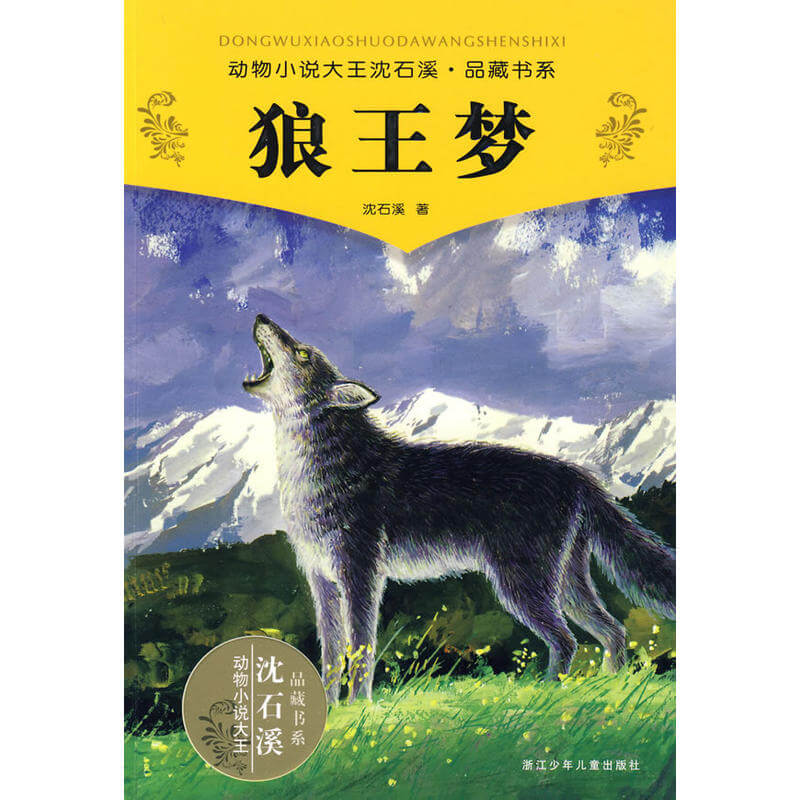 DONGWUXIAOSHUODAWANGSHENSHIXI
动物小说大王沈石溪·品藏书系
狼王梦
沈石溪 著
品藏书系
沈石溪
动物小说大王
浙江少年儿童出版社